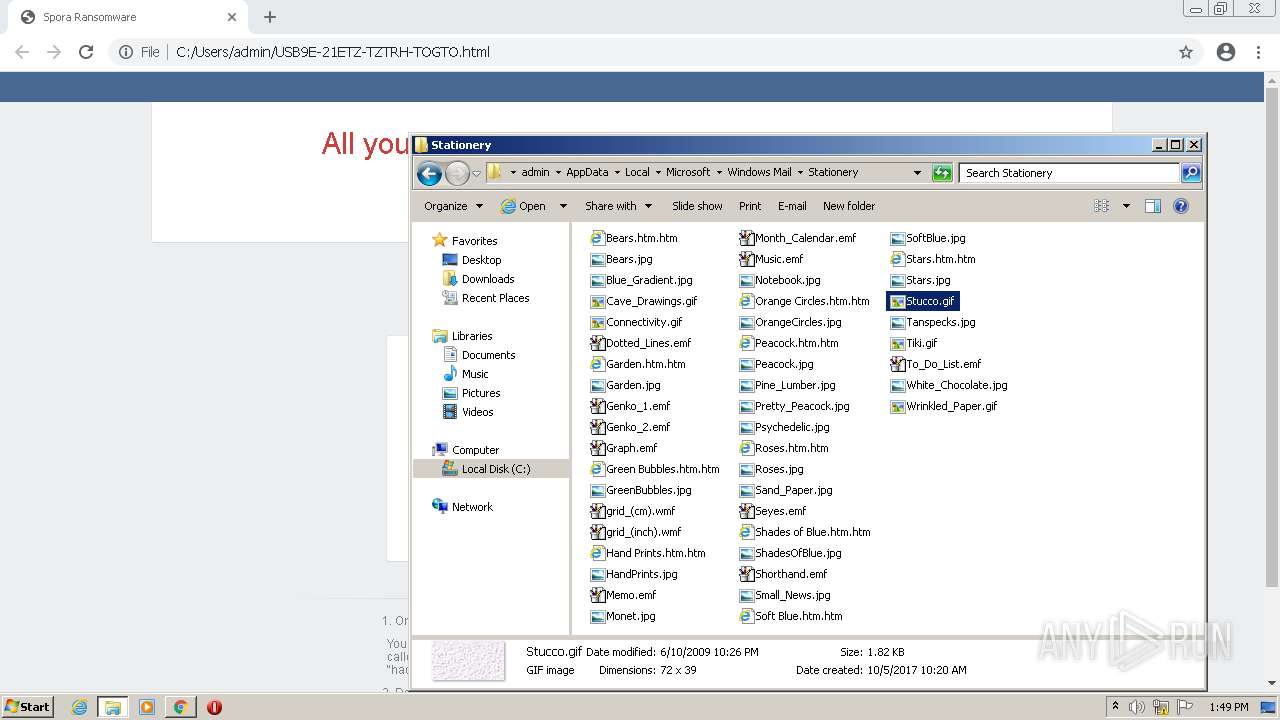 Spora Ransomware
File
C:/Users/admin/USB9E-21ETZ-TZTRH-TOGTO.html
All you
Stationery
admin
AppData
Local
Microsoft
Windows Mail
Stationery
Search Stationery
Organize
Open
Share with
Slide show
Print
E-mail
New folder
Favorites
Desktop
Downloads
Recent Places
Libraries
Documents
Music
Pictures
Videos
Computer
Local Disk (C:)
Network
Bears.htm.htm
Bears.jpg
Blue_Gradient.jpg
Cave_Drawings.gif
Connectivity.gif
Dotted_Lines.emf
Garden.htm.htm
Garden.jpg
Genko_1.emf
Genko_2.emf
Graph.emf
Green Bubbles.htm.htm
GreenBubbles.jpg
grid_(cm).wmf
grid_(inch).wmf
Hand Prints.htm.htm
HandPrints.jpg
Memo.emf
Monet.jpg
Month_Calendar.emf
Music.emf
Notebook.jpg
Orange Circles.htm.htm
OrangeCircles.jpg
Peacock.htm.htm
Peacock.jpg
Pine_Lumber.jpg
Pretty_Peacock.jpg
Psychedelic.jpg
Roses.htm.htm
Roses.jpg
Sand_Paper.jpg
Seyes.emf
Shades of Blue.htm.htm
ShadesOfBlue.jpg
Shorthand.emf
Small_News.jpg
Soft Blue.htm.htm
SoftBlue.jpg
Stars.htm.htm
Stars.jpg
Stucco.gif
Tanspecks.jpg
Tiki.gif
To_Do_List.emf
White_Chocolate.jpg
Wrinkled_Paper.gif
Stucco.gif Date modified: 6/10/2009 10:26 PM Size: 1.82 KB
GIF image Dimensions: 72 x 39 Date created: 10/5/2017 10:20 AM
1.
You
ANY RUN
Start
1:49 PM